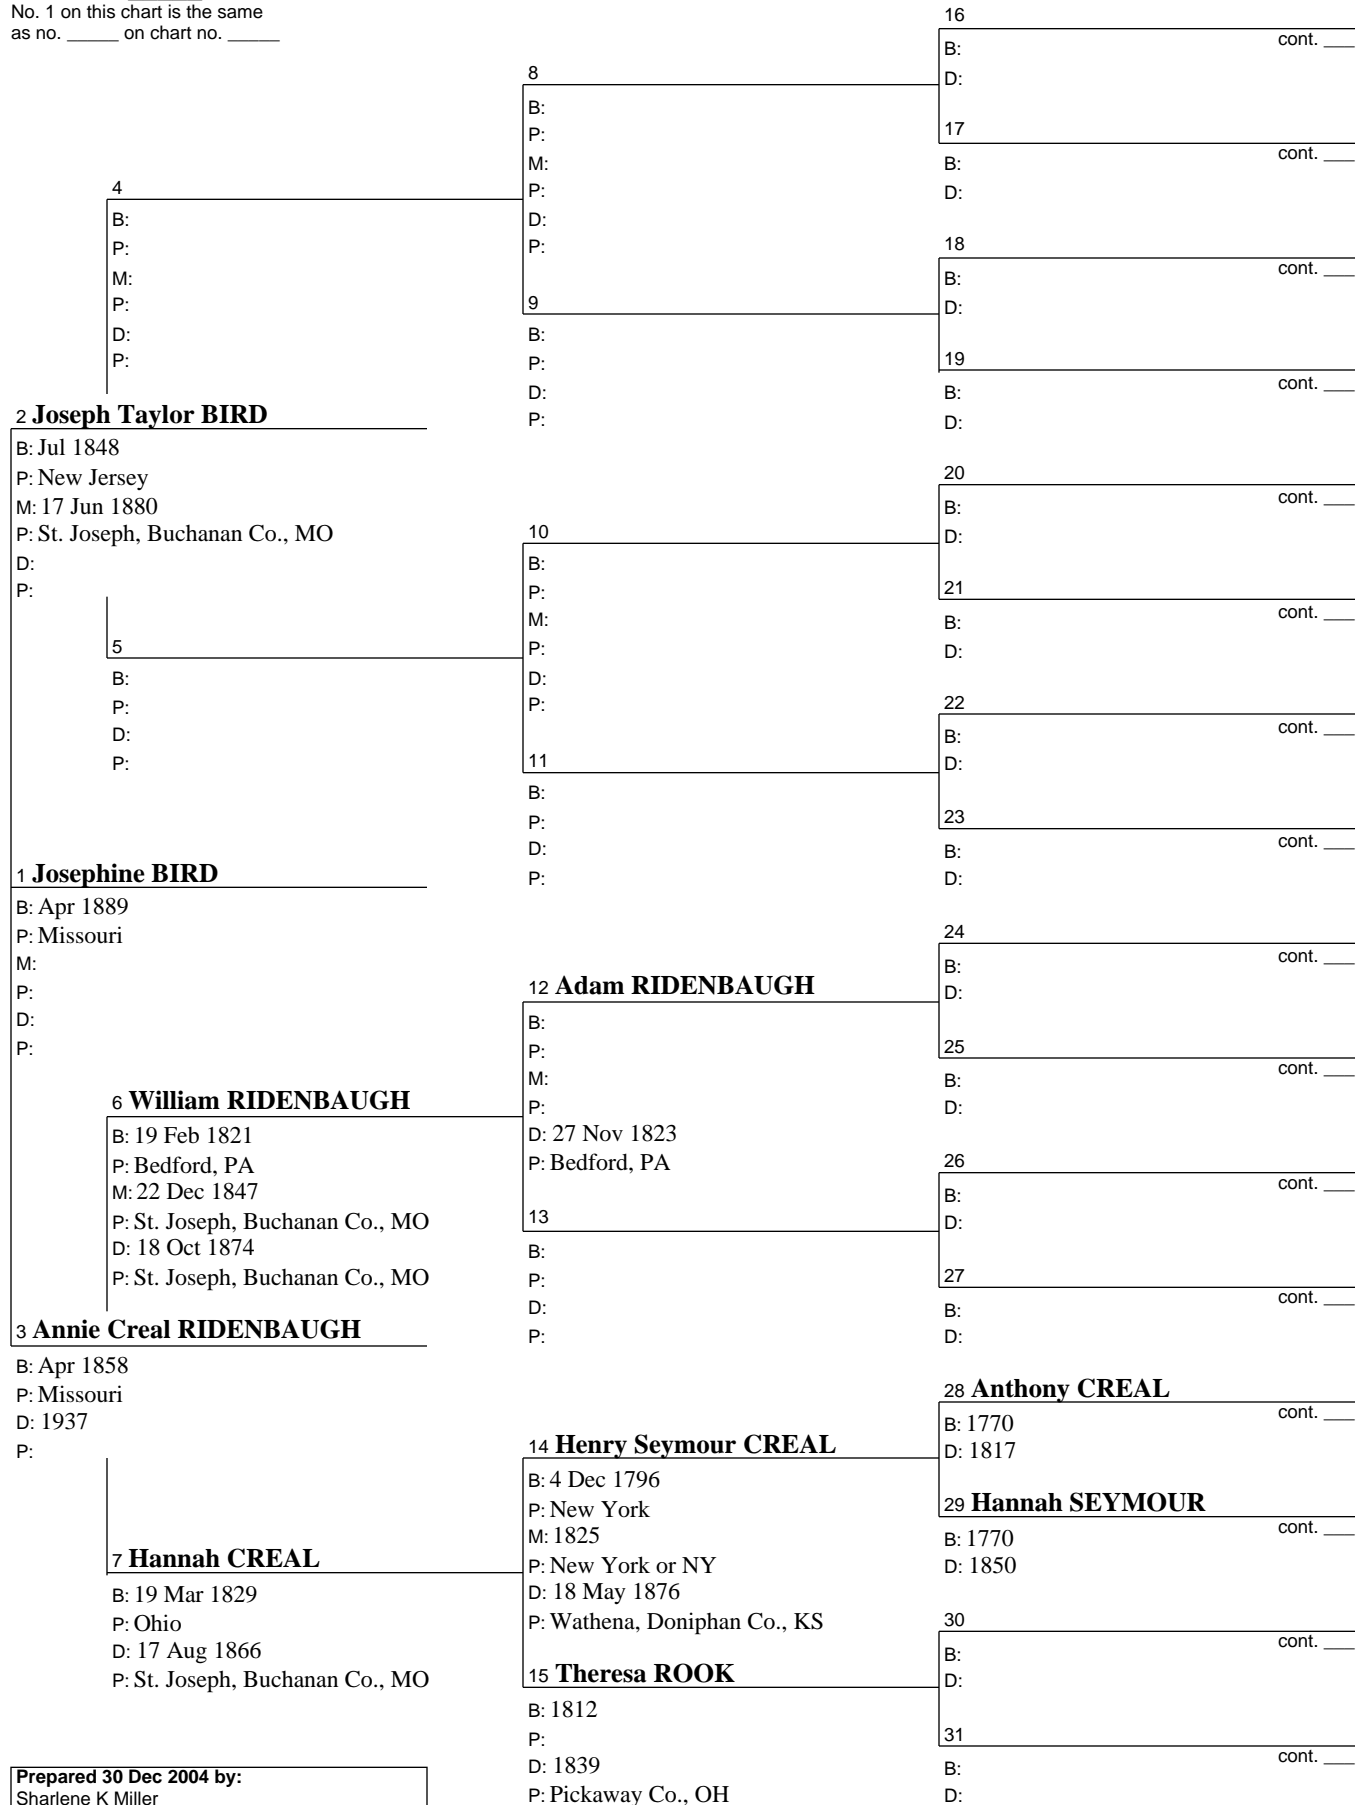 No. 1 on this chart is the same
as no. _____ on chart no. _____
16
cont. ___
B:
D:
8
B:
P:
M:
P:
D:
P:
17
cont. ___
B:
D:
4
B:
P:
M:
P:
D:
P:
18
cont. ___
B:
D:
9
B:
P:
D:
P:
19
cont. ___
B:
D:
2 Joseph Taylor BIRD
B: Jul 1848
P: New Jersey
M: 17 Jun 1880
P: St. Joseph, Buchanan Co., MO
D:
P:
20
cont. ___
B:
D:
10
B:
P:
M:
P:
D:
P:
21
cont. ___
B:
D:
5
B:
P:
D:
P:
22
cont. ___
B:
D:
11
B:
P:
D:
P:
23
cont. ___
B:
D:
1 Josephine BIRD
B: Apr 1889
P: Missouri
M:
P:
D:
P:
24
cont. ___
B:
D:
12 Adam RIDENBAUGH
B:
P:
M:
P:
D: 27 Nov 1823
P: Bedford, PA
25
cont. ___
B:
D:
6 William RIDENBAUGH
B: 19 Feb 1821
P: Bedford, PA
M: 22 Dec 1847
P: St. Joseph, Buchanan Co., MO
D: 18 Oct 1874
P: St. Joseph, Buchanan Co., MO
26
cont. ___
B:
D:
13
B:
P:
D:
P:
27
cont. ___
B:
D:
3 Annie Creal RIDENBAUGH
B: Apr 1858
P: Missouri
D: 1937
P:
28 Anthony CREAL
cont. ___
B: 1770
D: 1817
14 Henry Seymour CREAL
B: 4 Dec 1796
P: New York
M: 1825
P: New York or NY
D: 18 May 1876
P: Wathena, Doniphan Co., KS
29 Hannah SEYMOUR
cont. ___
B: 1770
D: 1850
7 Hannah CREAL
B: 19 Mar 1829
P: Ohio
D: 17 Aug 1866
P: St. Joseph, Buchanan Co., MO
30
cont. ___
B:
D:
15 Theresa ROOK
B: 1812
P:
D: 1839
P: Pickaway Co., OH
31
cont. ___
B:
D:
Prepared 30 Dec 2004 by:
Sharlene K Miller